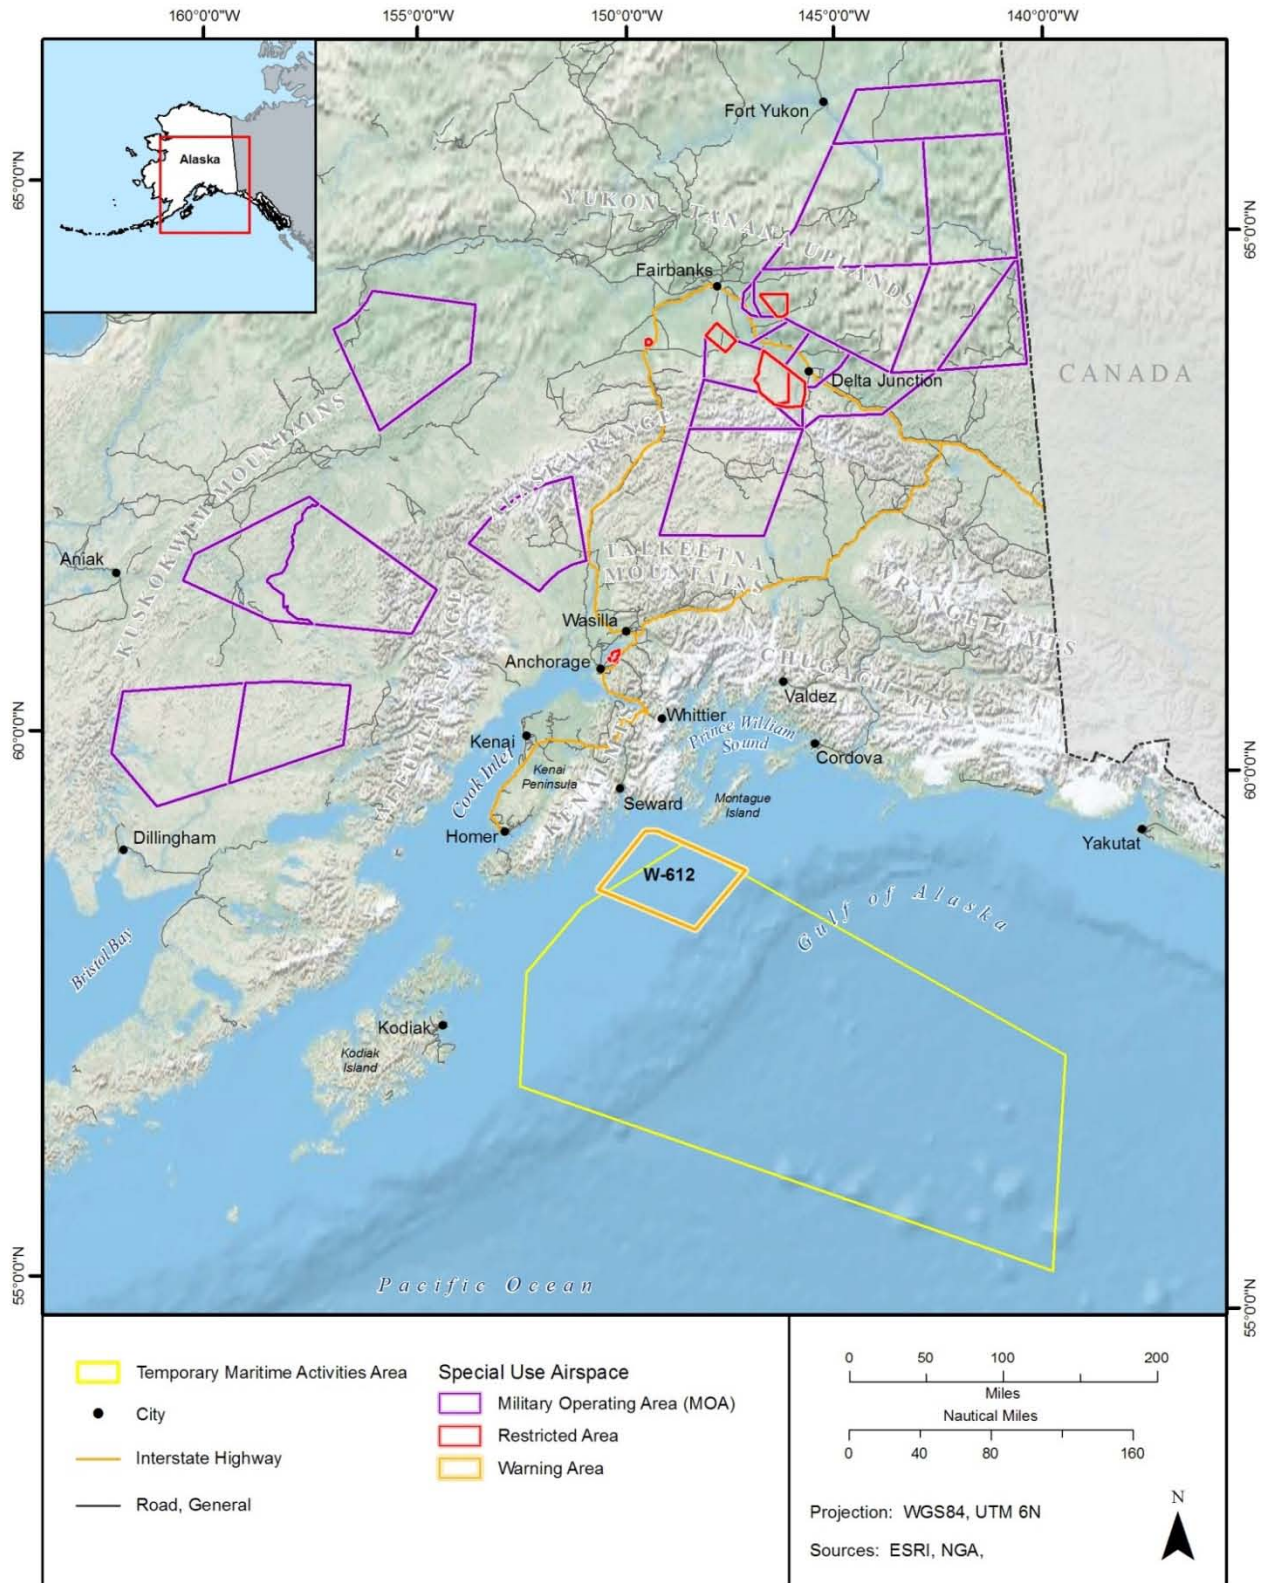 160°0'0"W
155°0'0"W
150°0'0"W
145°0'0"W
140°0'0"W
65°0'0"N
65°0'0"N
60°0'0"N
60°0'0"N
55°0'0"N
55°0'0"N
Alaska
Fort Yukon
YUKON TANANA UPLANDS
Fairbanks
CANADA
Delta Junction
KUSKOKWIM MOUNTAINS
ALASKA RANGE
Aniak
TALKEETNA
MOUNTAINS
WRANGELL MTS
Wasilla
Anchorage
CHUGACH MTS
Valdez
Whittier
Prince William
Sound
Kenai
Cordova
Cook Inlet
Kenai
Peninsula
Seward
Montague
Island
Homer
Dillingham
Yakutat
W-612
Gulf of Alaska
Bristol Bay
Kodiak
Kodiak
Island
Pacific Ocean
Temporary Maritime Activities Area
City
Interstate Highway
Road, General
Special Use Airspace
Military Operating Area (MOA)
Restricted Area
Warning Area
0 50 100 200
Miles
Nautical Miles
0 40 80 160
Projection: WGS84, UTM 6N
Sources: ESRI, NGA,
N